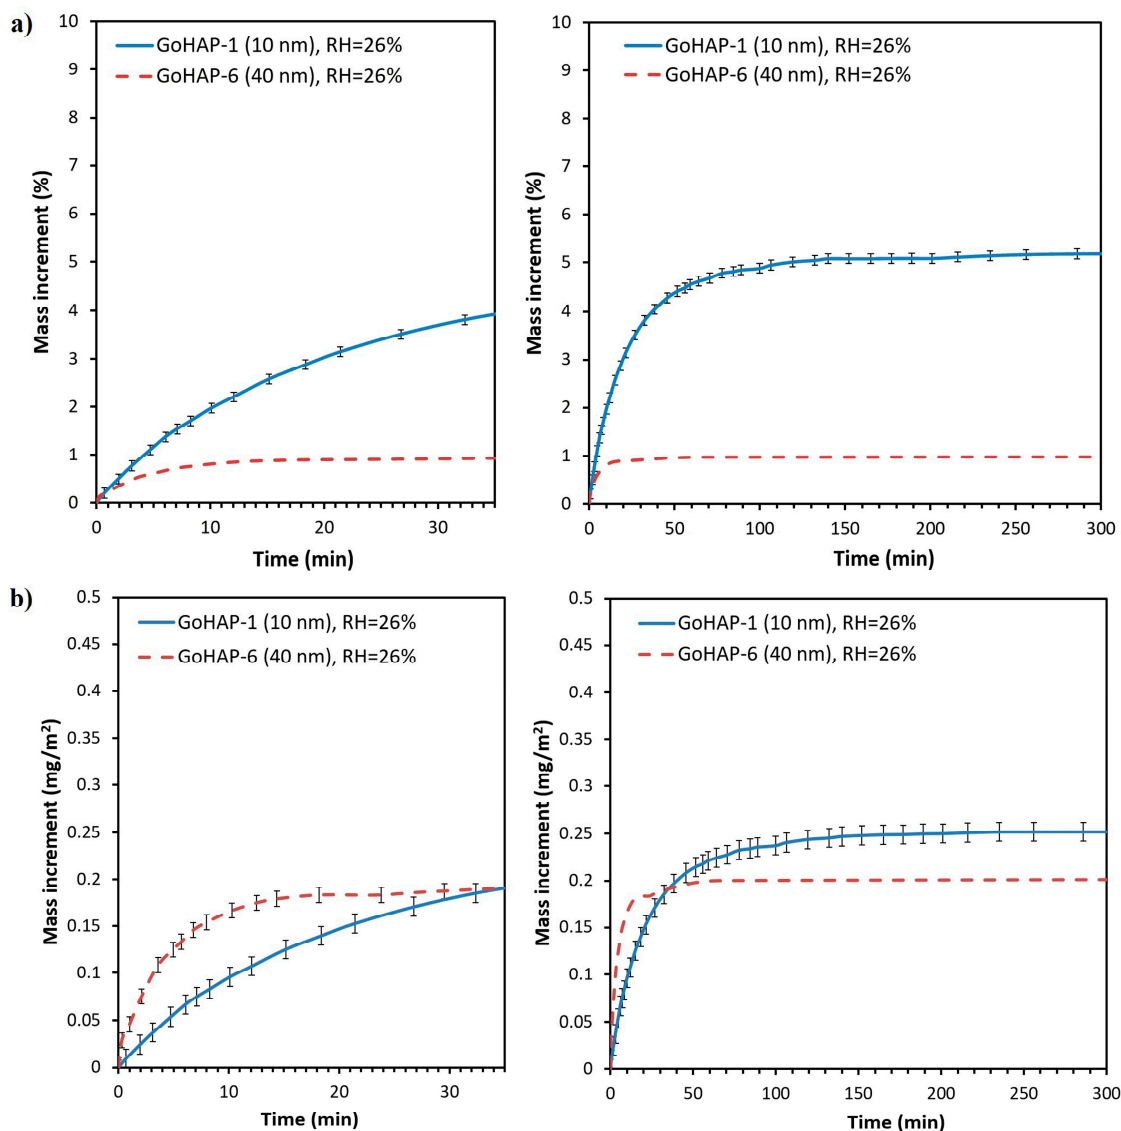 a)
GoHAP-1 (10 nm), RH=26%
GoHAP-6 (40 nm), RH=26%
Mass increment (%)
10
9
8
7
6
5
4
3
2
1
0
0 10 20 30
Time (min)
GoHAP-1 (10 nm), RH=26%
GoHAP-6 (40 nm), RH=26%
Mass increment (%)
10
9
8
7
6
5
4
3
2
1
0
0 50 100 150 200 250 300
Time (min)
b)
GoHAP-1 (10 nm), RH=26%
GoHAP-6 (40 nm), RH=26%
Mass increment (mg/m²)
0.5
0.45
0.4
0.35
0.3
0.25
0.2
0.15
0.1
0.05
0
0 10 20 30
Time (min)
GoHAP-1 (10 nm), RH=26%
GoHAP-6 (40 nm), RH=26%
Mass increment (mg/m²)
0.5
0.45
0.4
0.35
0.3
0.25
0.2
0.15
0.1
0.05
0
0 50 100 150 200 250 300
Time (min)